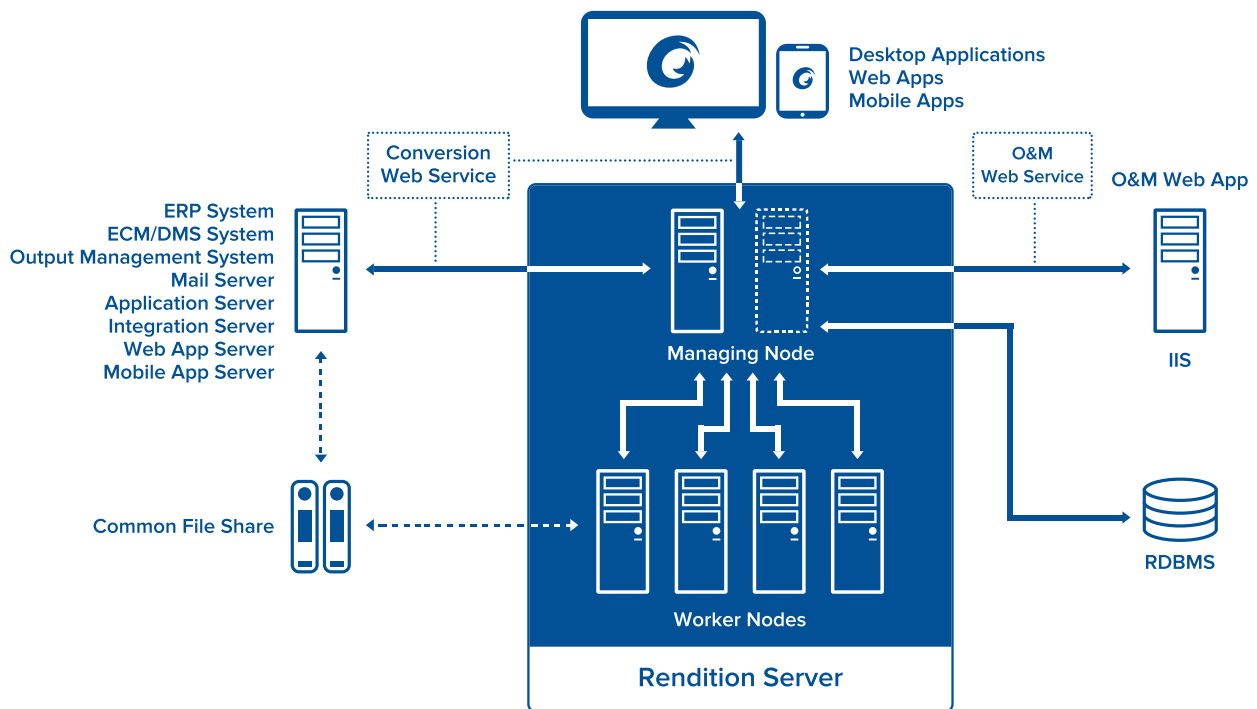 Desktop Applications
Web Apps
Mobile Apps
Conversion
Web Service
O&M
Web Service
O&M Web App
ERP System
ECM/DMS System
Output Management System
Mail Server
Application Server
Integration Server
Web App Server
Mobile App Server
Managing Node
IIS
Common File Share
RDBMS
Worker Nodes
Rendition Server